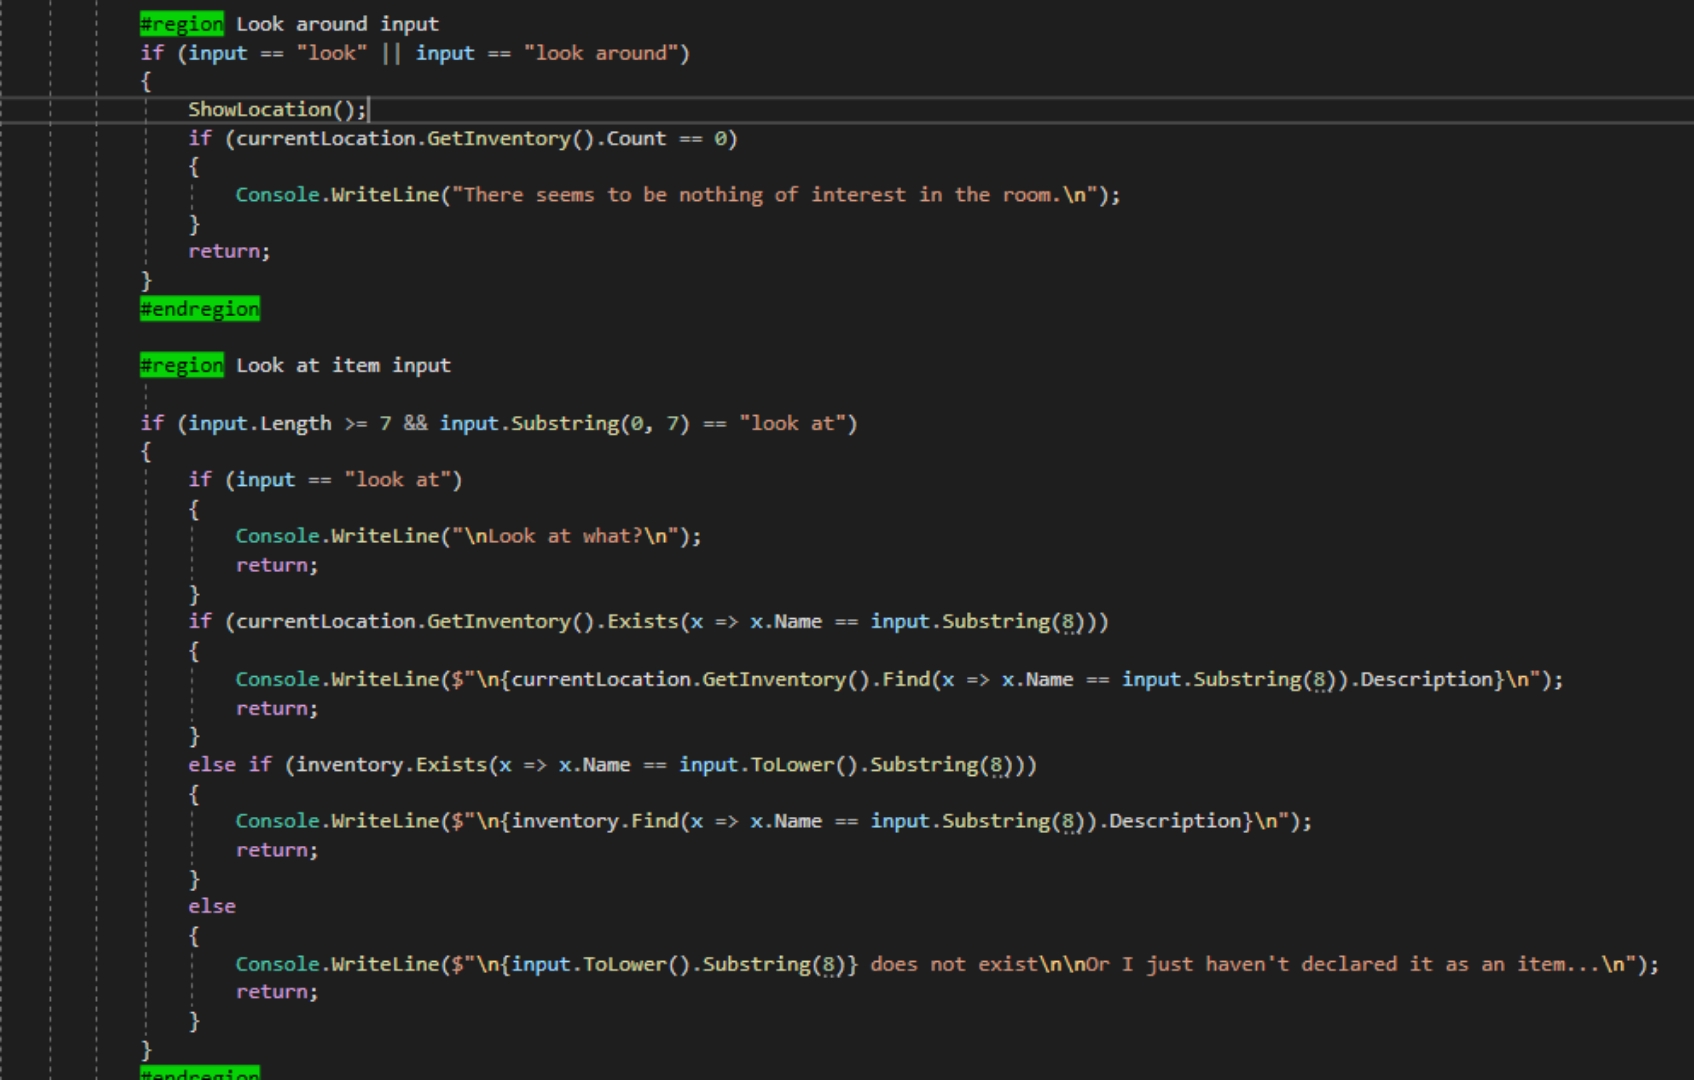 #region Look around input
if (input == "look" || input == "look around")
{
ShowLocation();
if (currentLocation.GetInventory().Count == 0)
{
Console.WriteLine("There seems to be nothing of interest in the room.\n");
}
return;
}
#endregion
#region Look at item input
if (input.Length >= 7 && input.Substring(0, 7) == "look at")
{
if (input == "look at")
{
Console.WriteLine("\nLook at what?\n");
return;
}
if (currentLocation.GetInventory().Exists(x => x.Name == input.Substring(8)))
{
Console.WriteLine($"\n{currentLocation.GetInventory().Find(x => x.Name == input.Substring(8)).Description}\n");
return;
}
else if (inventory.Exists(x => x.Name == input.ToLower().Substring(8)))
{
Console.WriteLine($"\n{inventory.Find(x => x.Name == input.Substring(8)).Description}\n");
return;
}
else
{
Console.WriteLine($"\n{input.ToLower().Substring(8)} does not exist\n\nOr I just haven't declared it as an item...\n");
return;
}
}
#endregion